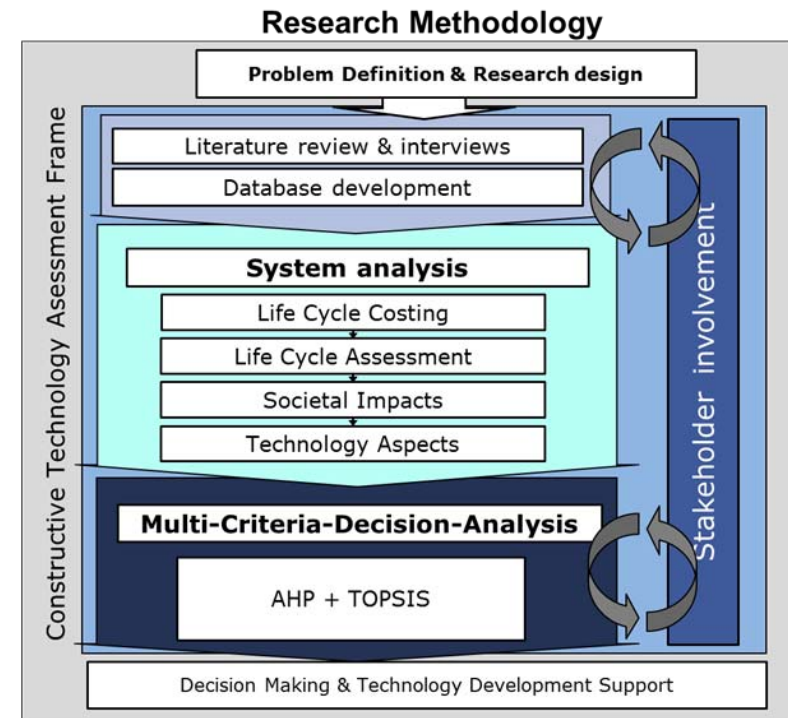 Research Methodology
Problem Definition & Research design
Literature review & interviews
Database development
System analysis
Life Cycle Costing
Life Cycle Assessment
Societal Impacts
Technology Aspects
Multi-Criteria-Decision-Analysis
AHP + TOPSIS
Decision Making & Technology Development Support
Constructive Technology Asessment Frame
Stakeholder involvement